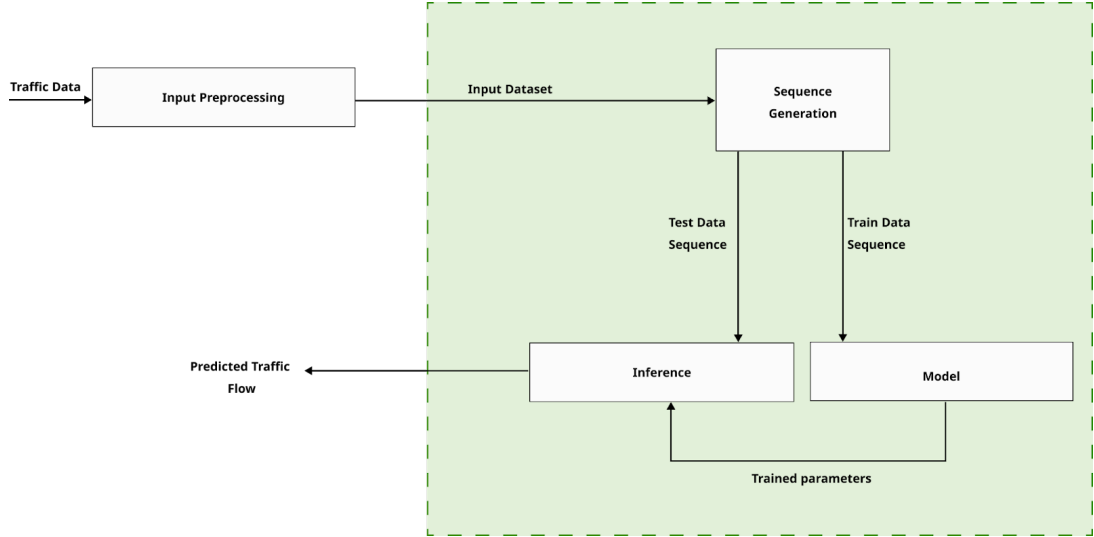 Traffic Data
Input Preprocessing
Input Dataset
Sequence
Generation
Test Data
Sequence
Train Data
Sequence
Predicted Traffic
Flow
Inference
Model
Trained parameters